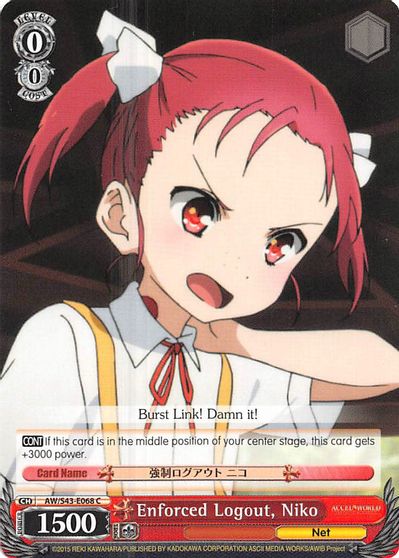 LEVEL
0
0
COST
Burst Link! Damn it!
CONT If this card is in the middle position of your center stage, this card gets
+3000 power.
Card Name 強制ログアウト ニコ
CH AW/S43-E068 C
POWER 1500
Enforced Logout, Niko
ACCEL WORLD
Net
©2015 REKI KAWAHARA/PUBLISHED BY KADOKAWA CORPORATION ASCII MEDIA WORKS/AWIB Project